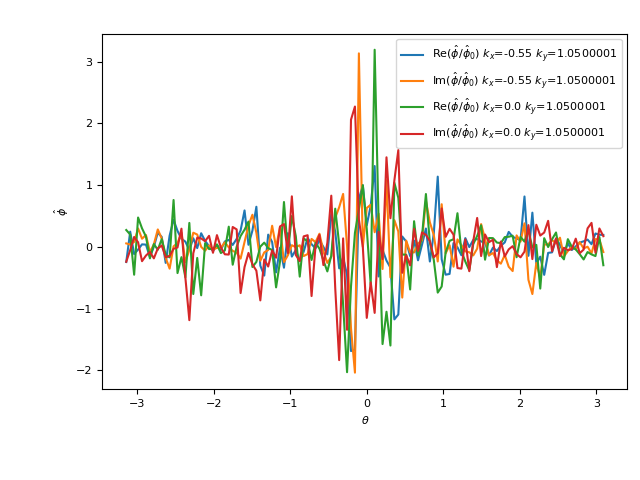 Re(ϕ̂/ϕ̂₀) kₓ=-0.55 k_y=1.0500001
Im(ϕ̂/ϕ̂₀) kₓ=-0.55 k_y=1.0500001
Re(ϕ̂/ϕ̂₀) kₓ=0.0 k_y=1.0500001
Im(ϕ̂/ϕ̂₀) kₓ=0.0 k_y=1.0500001
3
2
1
0
−1
−2
ϕ̂
−3 −2 −1 0 1 2 3
θ